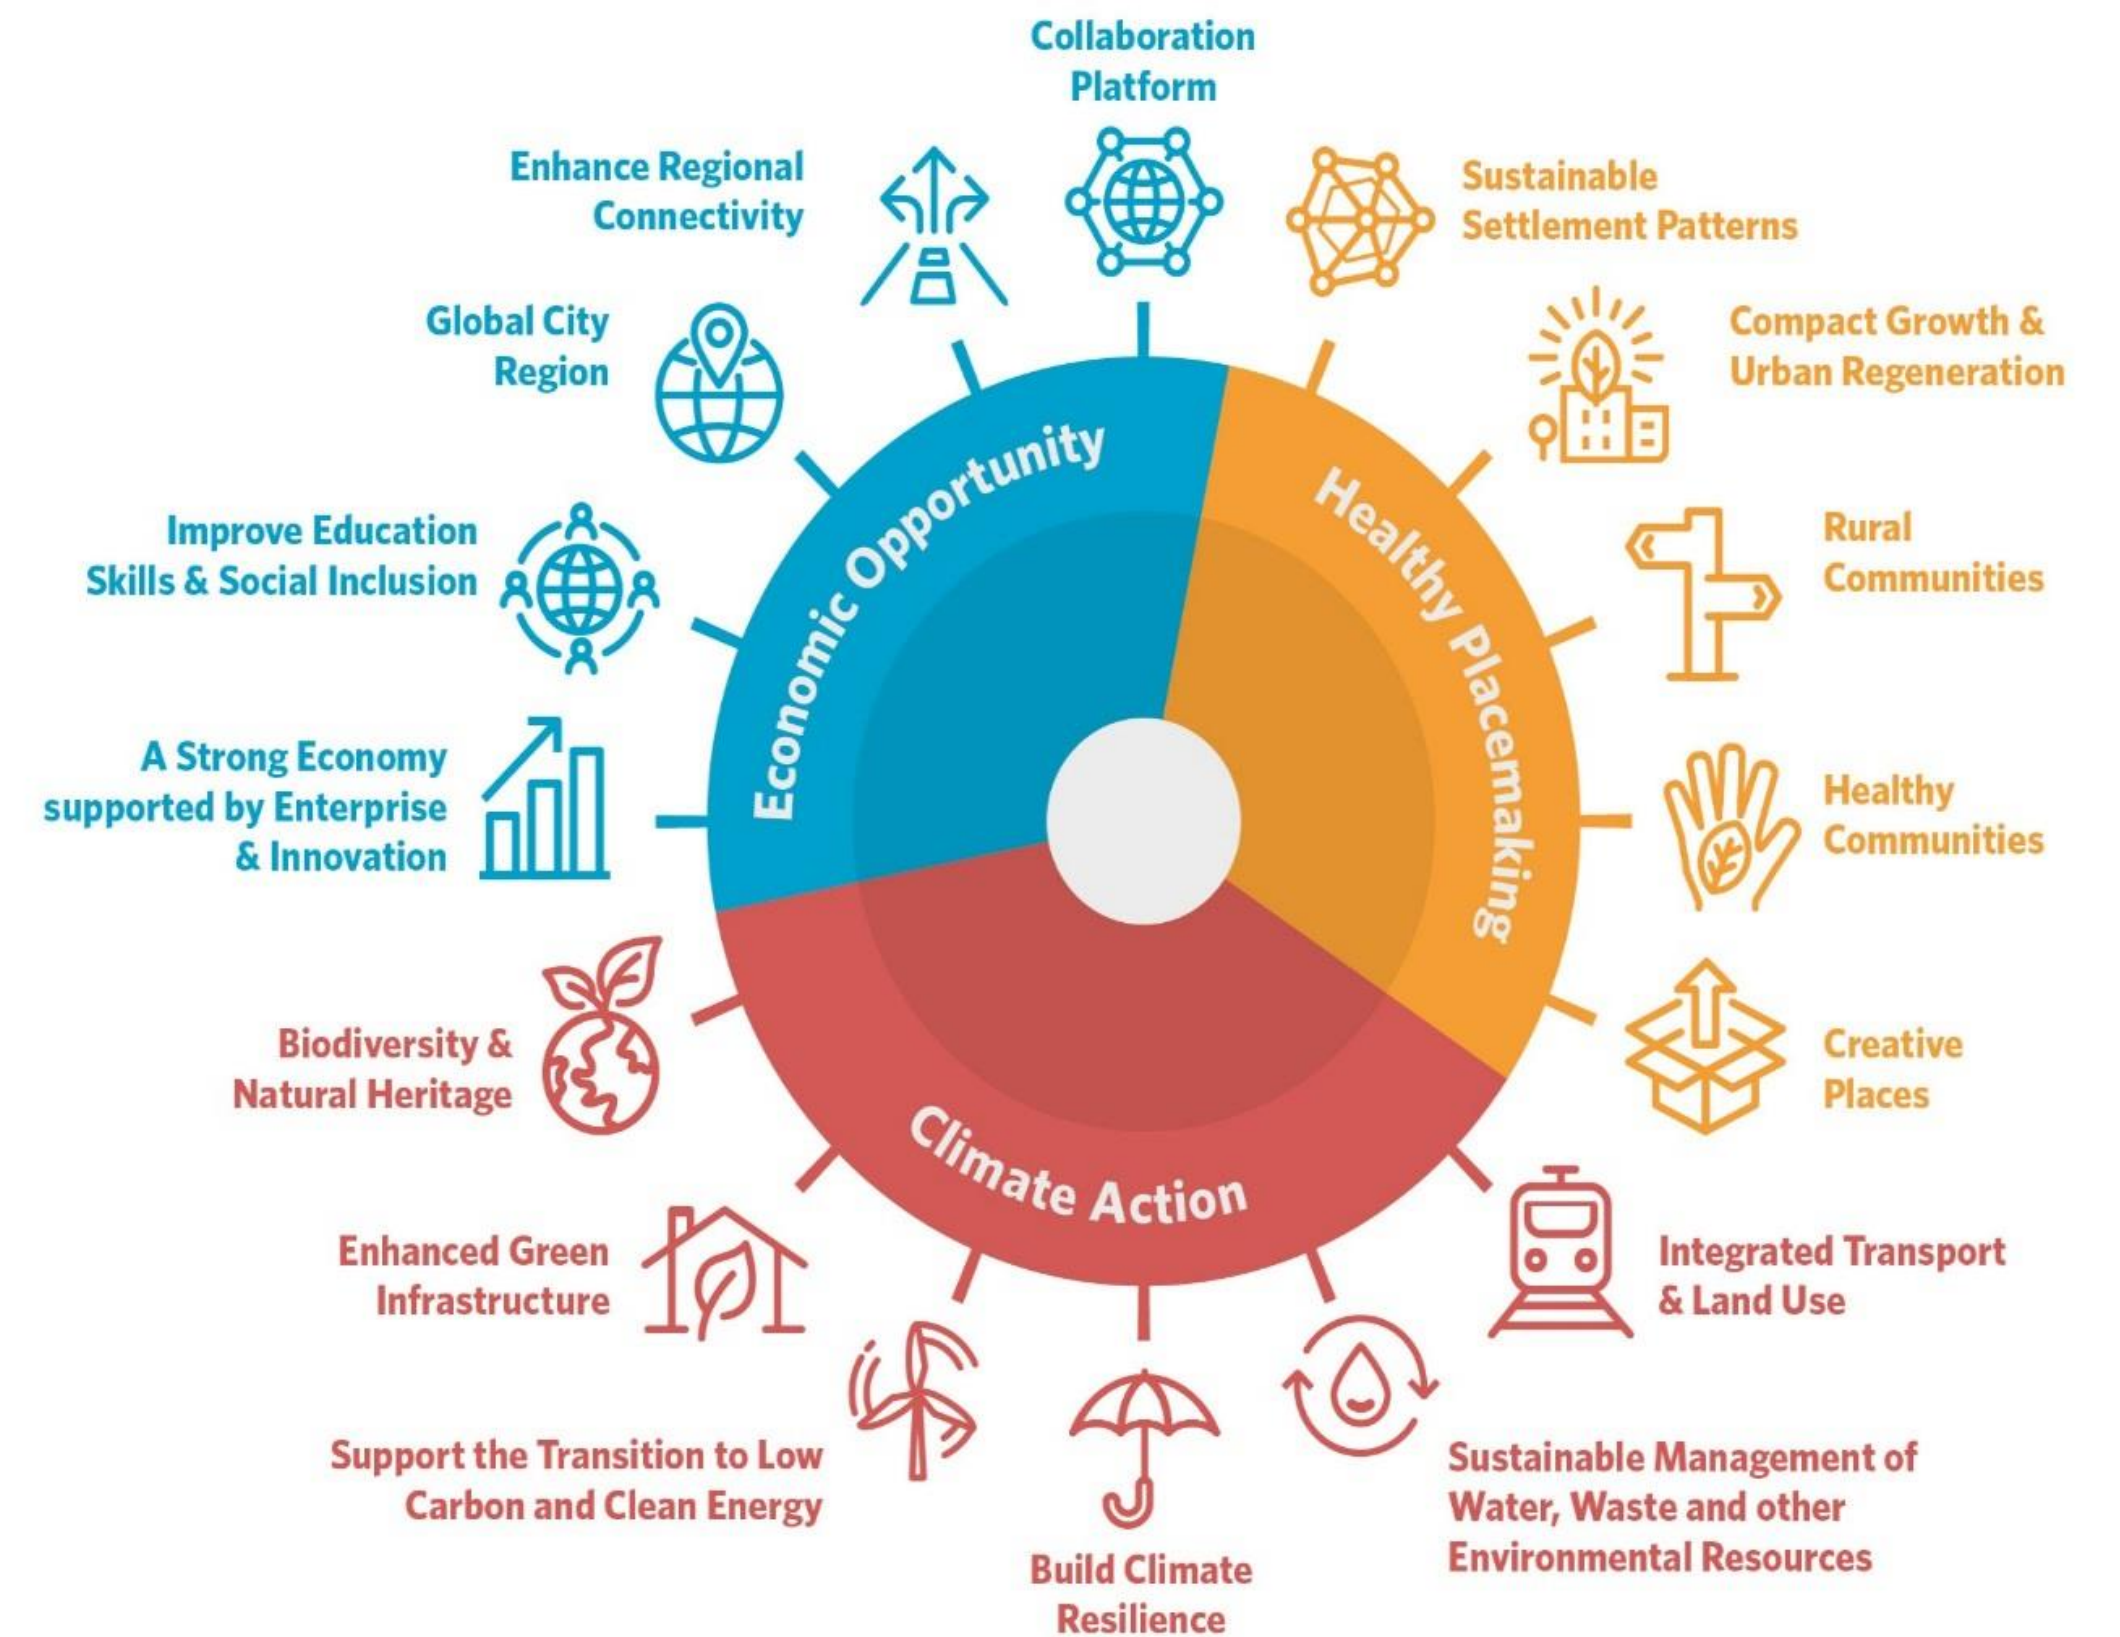 Collaboration
Platform
Enhance Regional
Connectivity
Sustainable
Settlement Patterns
Global City
Region
Compact Growth &
Urban Regeneration
Improve Education
Skills & Social Inclusion
Rural
Communities
A Strong Economy
supported by Enterprise
& Innovation
Healthy
Communities
Economic Opportunity
Healthy Placemaking
Climate Action
Biodiversity &
Natural Heritage
Creative
Places
Enhanced Green
Infrastructure
Integrated Transport
& Land Use
Support the Transition to Low
Carbon and Clean Energy
Sustainable Management of
Water, Waste and other
Environmental Resources
Build Climate
Resilience